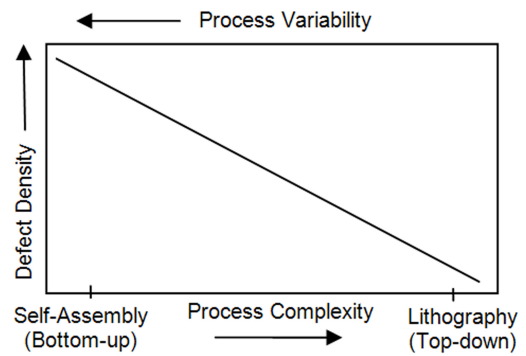 Process Variability
Defect Density
Self-Assembly
(Bottom-up)
Process Complexity
Lithography
(Top-down)